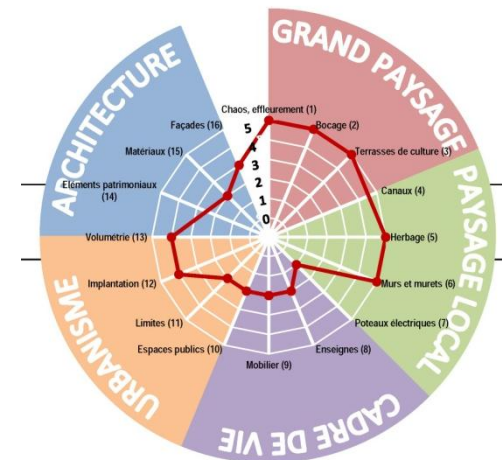 GRAND PAYSAGE
PAYSAGE LOCAL
CADRE DE VIE
URBANISME
ARCHITECTURE
Chaos, effleurement (1)
Bocage (2)
Terrasses de culture (3)
Canaux (4)
Herbage (5)
Murs et murets (6)
Poteaux électriques (7)
Enseignes (8)
Mobilier (9)
Espaces publics (10)
Limites (11)
Implantation (12)
Volumétrie (13)
Eléments patrimoniaux
(14)
Matériaux (15)
Façades (16)
5
4
3
2
1
0